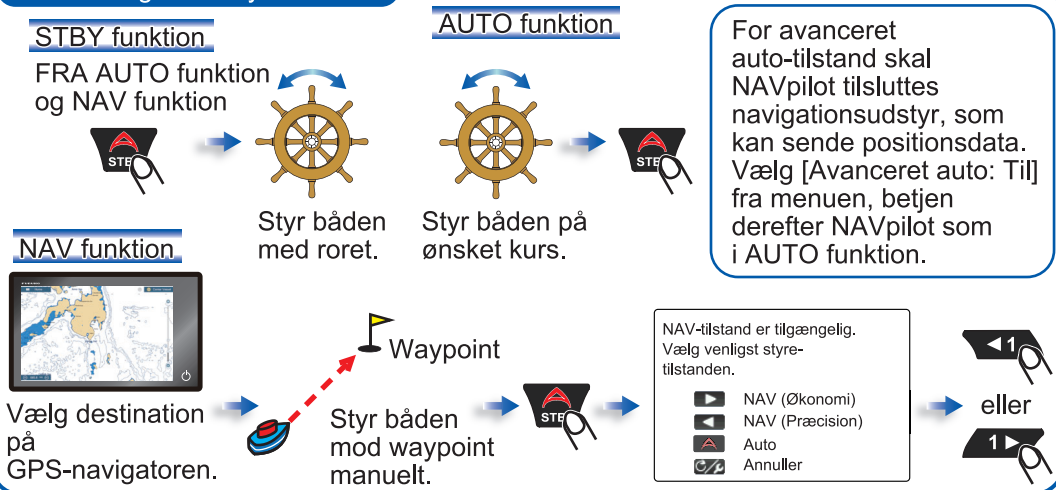 STBY funktion
FRA AUTO funktion
og NAV funktion
STB
Styr båden
med roret.
AUTO funktion
Styr båden på
ønsket kurs.
STB
For avanceret
auto-tilstand skal
NAVpilot tilsluttes
navigationsudstyr, som
kan sende positionsdata.
Vælg [Avanceret auto: Til]
fra menuen, betjen
derefter NAVpilot som
i AUTO funktion.
NAV funktion
Vælg destination
på
GPS-navigatoren.
Waypoint
Styr båden
mod waypoint
manuelt.
STB
NAV-tilstand er tilgængelig.
Vælg venligst styre-
tilstanden.
NAV (Økonomi)
NAV (Præcision)
Auto
Annuller
1
eller
1